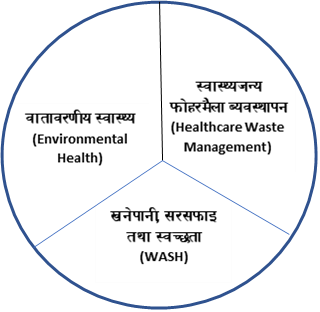 वातावरणीय स्वास्थ्य
(Environmental
Health)
स्वास्थ्यजन्य
फोहरमैला व्यवस्थापन
(Healthcare Waste
Management)
खानेपानी, सरसफाइ
तथा स्वच्छता
(WASH)